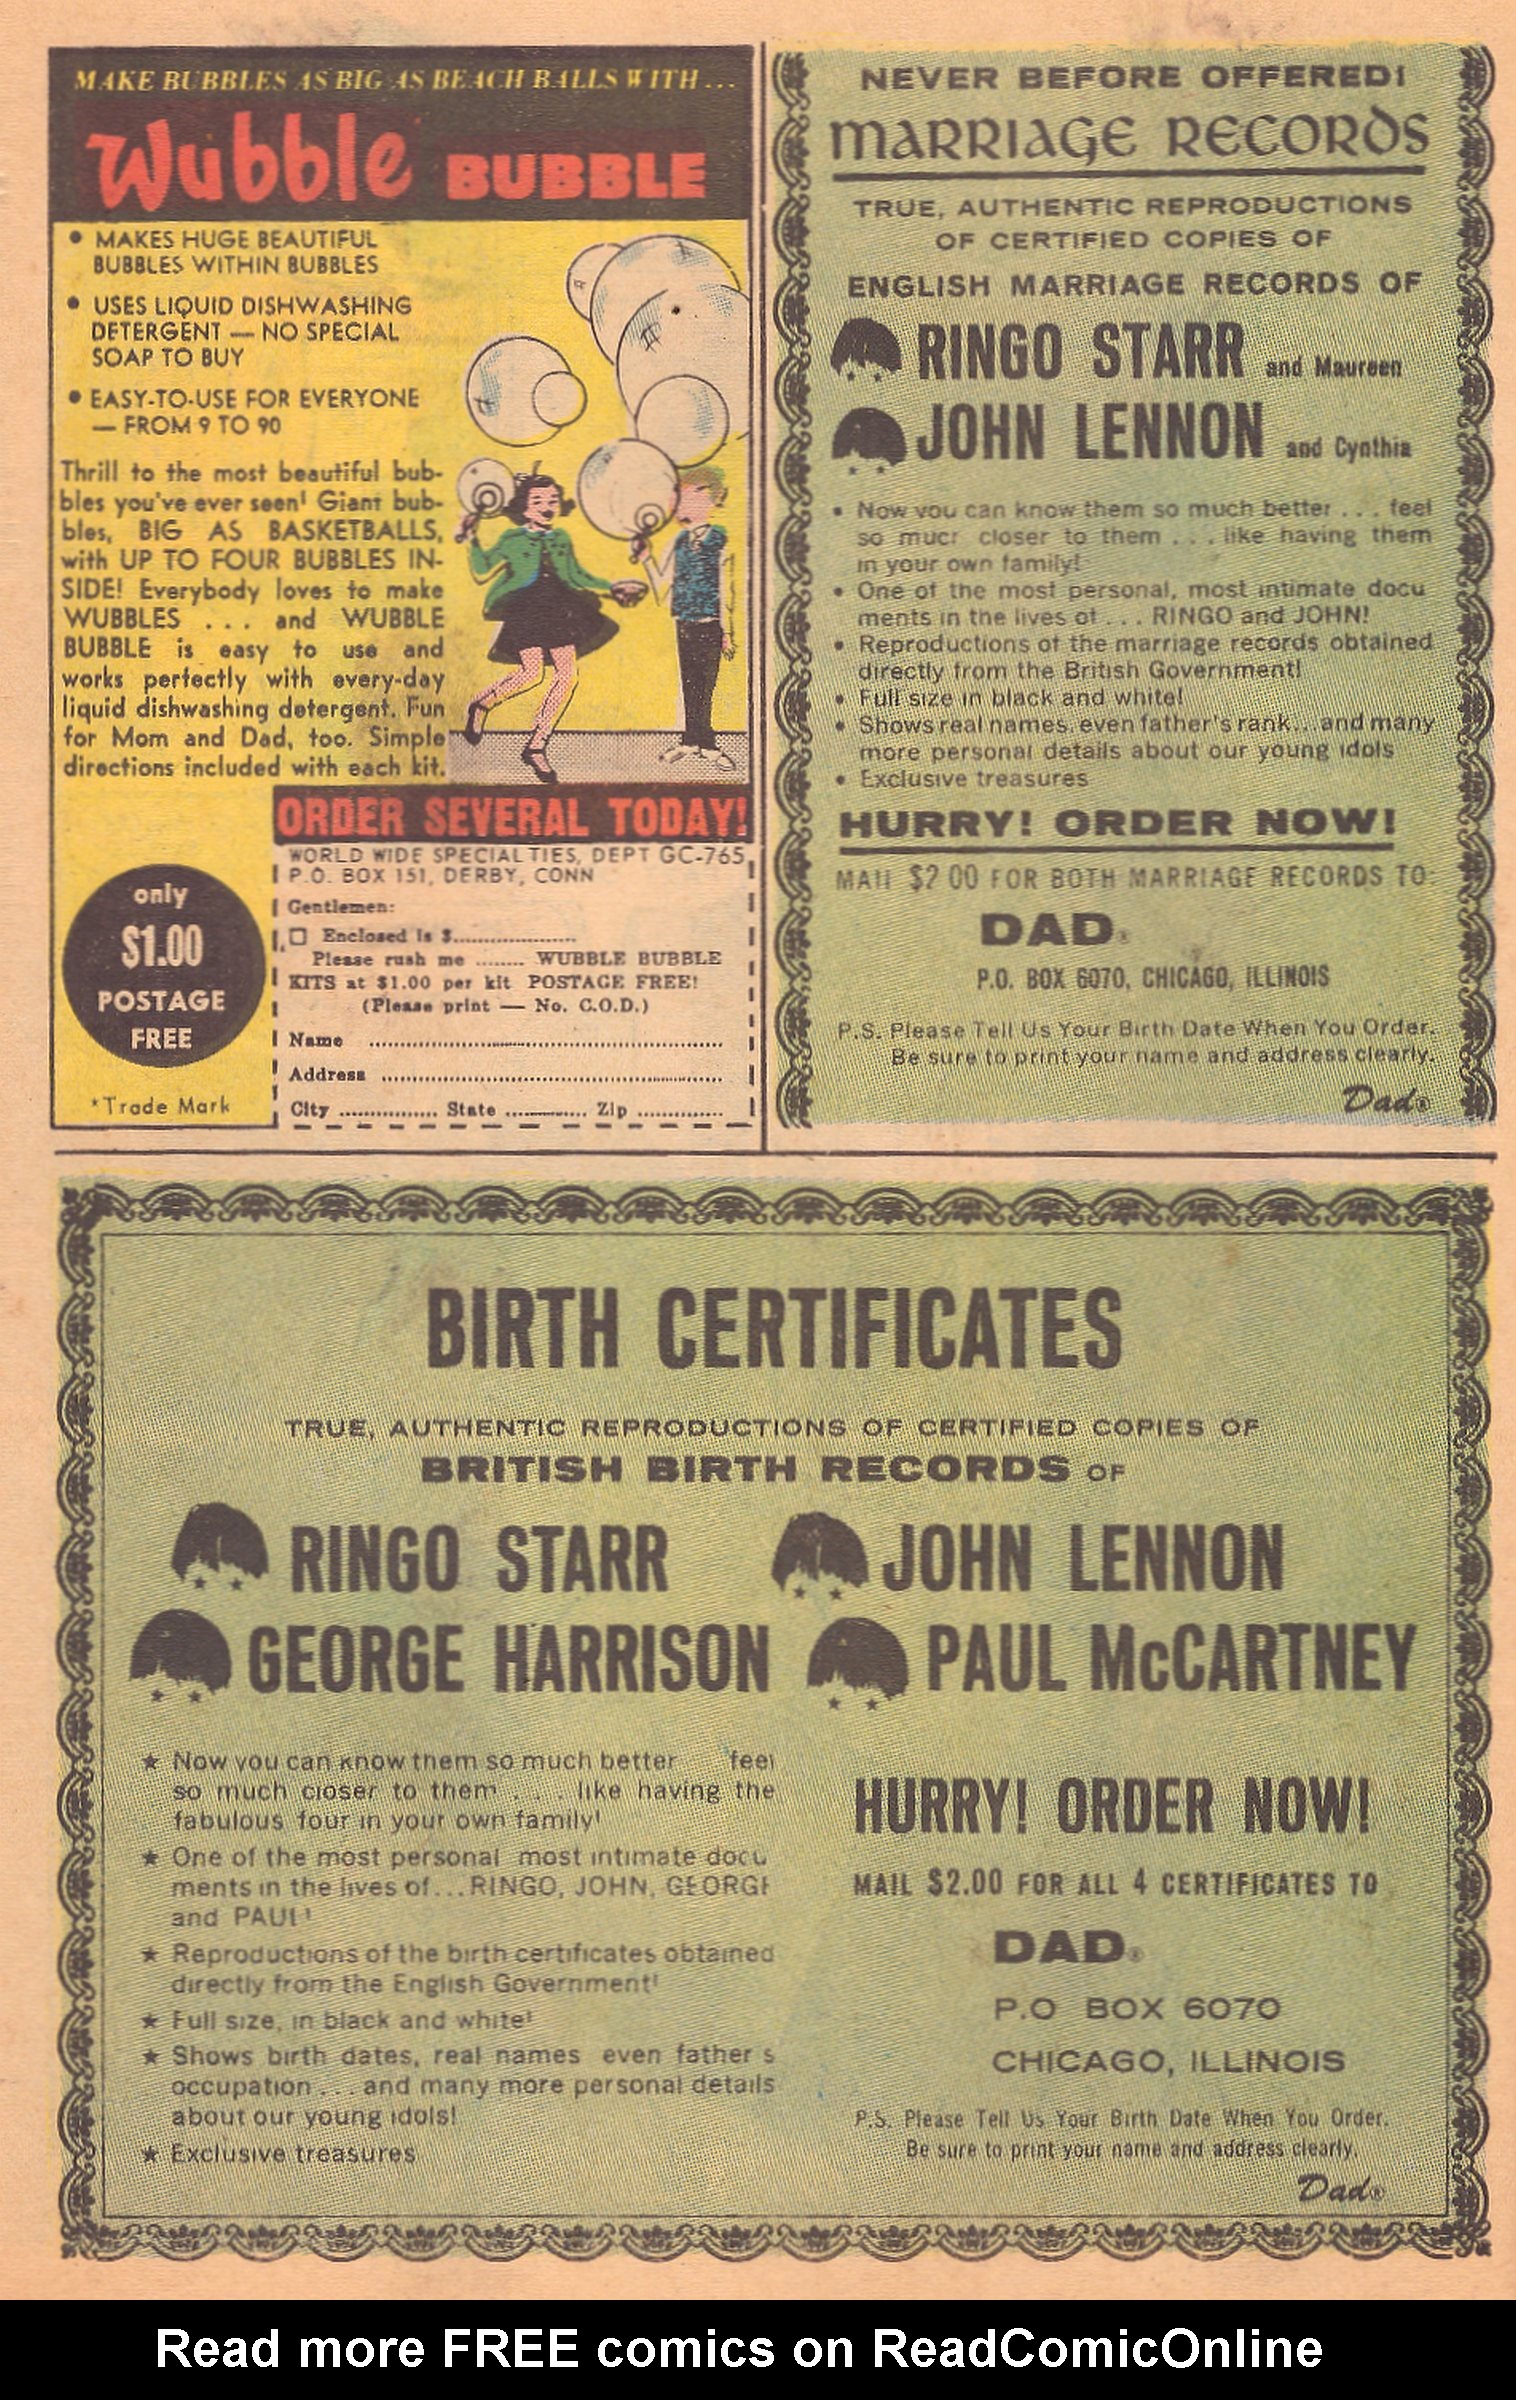 MAKE BUBBLES AS BIG AS BEACH BALLS WITH...
Wubble BUBBLE
• MAKES HUGE BEAUTIFUL
BUBBLES WITHIN BUBBLES
• USES LIQUID DISHWASHING
DETERGENT — NO SPECIAL
SOAP TO BUY
• EASY-TO-USE FOR EVERYONE
— FROM 9 TO 90
Thrill to the most beautiful bub-
bles you've ever seen! Giant bub-
bles, BIG AS BASKETBALLS,
with UP TO FOUR BUBBLES IN-
SIDE! Everybody loves to make
WUBBLES . . . and WUBBLE
BUBBLE is easy to use and
works perfectly with every-day
liquid dishwashing detergent. Fun
for Mom and Dad, too. Simple
directions included with each kit.
only
$1.00
POSTAGE
FREE
*Trade Mark
ORDER SEVERAL TODAY!
WORLD WIDE SPECIALTIES, DEPT GC-765
P.O. BOX 151, DERBY, CONN
Gentlemen:
Enclosed is $....................
Please rush me ........ WUBBLE BUBBLE
KITS at $1.00 per kit POSTAGE FREE!
(Please print — No. C.O.D.)
Name ..........................................................
Address ........................................................
City ................ State ............. Zip ..............
NEVER BEFORE OFFERED!
MARRIAGE RECORDS
TRUE, AUTHENTIC REPRODUCTIONS
OF CERTIFIED COPIES OF
ENGLISH MARRIAGE RECORDS OF
RINGO STARR and Maureen
JOHN LENNON and Cynthia
• Now you can know them so much better . . . feel
so mucr closer to them . . . like having them
in your own family!
• One of the most personal, most intimate docu
ments in the lives of . . . RINGO and JOHN!
• Reproductions of the marriage records obtained
directly from the British Government!
• Full size in black and white!
• Shows real names, even father's rank...and many
more personal details about our young idols
• Exclusive treasures
HURRY! ORDER NOW!
MAIL $2 00 FOR BOTH MARRIAGE RECORDS TO:
DAD®
P.O. BOX 6070, CHICAGO, ILLINOIS
P.S. Please Tell Us Your Birth Date When You Order.
Be sure to print your name and address clearly.
Dad®
BIRTH CERTIFICATES
TRUE, AUTHENTIC REPRODUCTIONS OF CERTIFIED COPIES OF
BRITISH BIRTH RECORDS OF
RINGO STARR JOHN LENNON
GEORGE HARRISON PAUL McCARTNEY
★ Now you can know them so much better feel
so much closer to them . . . like having the
fabulous four in your own family!
★ One of the most personal most intimate docu
ments in the lives of...RINGO, JOHN, GEORGE
and PAUL!
★ Reproductions of the birth certificates obtained
directly from the English Government!
★ Full size, in black and white!
★ Shows birth dates, real names even father s
occupation . . . and many more personal details
about our young idols!
★ Exclusive treasures
HURRY! ORDER NOW!
MAIL $2.00 FOR ALL 4 CERTIFICATES TO
DAD®
P.O BOX 6070
CHICAGO, ILLINOIS
P.S. Please Tell Us Your Birth Date When You Order.
Be sure to print your name and address clearly.
Dad®
Read more FREE comics on ReadComicOnline